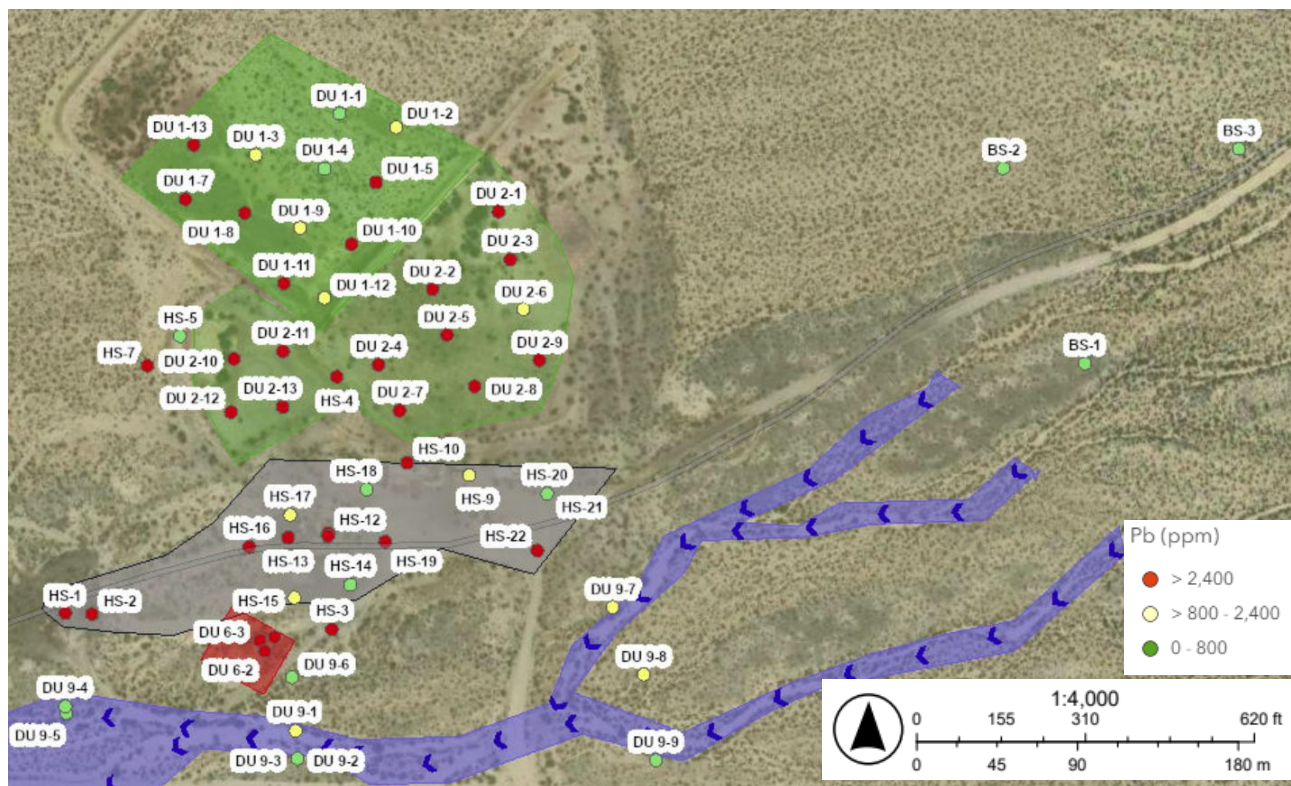 DU 1-1
DU 1-2
DU 1-13
DU 1-3
BS-3
DU 1-4
BS-2
DU 1-5
DU 1-7
DU 2-1
DU 1-9
DU 1-8
DU 1-10
DU 2-3
DU 1-11
DU 2-2
DU 1-12
DU 2-6
HS-5
DU 2-5
DU 2-11
DU 2-4
DU 2-9
BS-1
HS-7
DU 2-10
DU 2-13
HS-4
DU 2-7
DU 2-8
DU 2-12
HS-10
HS-18
HS-20
HS-9
HS-17
HS-21
HS-16
HS-12
HS-22
HS-13
HS-19
HS-14
HS-1
HS-2
HS-15
HS-3
DU 9-7
DU 6-3
DU 6-2
DU 9-6
DU 9-8
DU 9-4
DU 9-1
DU 9-5
DU 9-3
DU 9-2
DU 9-9
Pb (ppm)
> 2,400
> 800 - 2,400
0 - 800
1:4,000
0 155 310 620 ft
0 45 90 180 m